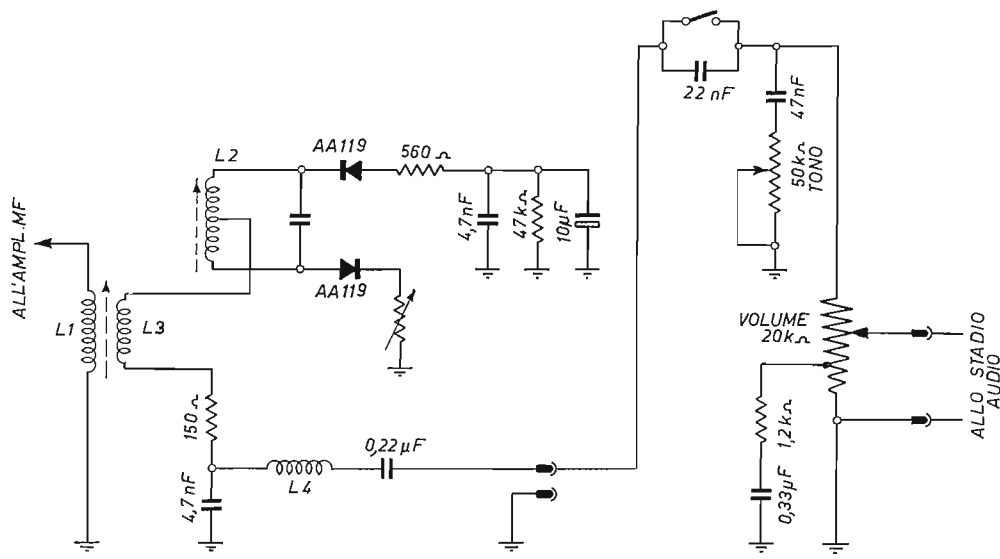 22 nF
47nF
50kΩ
TONO
AA119
560 Ω
L2
4,7nF
47kΩ
10µF
ALL'AMPL.MF
AA119
L1
L3
VOLUME
20kΩ
ALLO STADIO
AUDIO
150Ω
0,22µF
L4
4,7nF
1,2kΩ
0,33µF